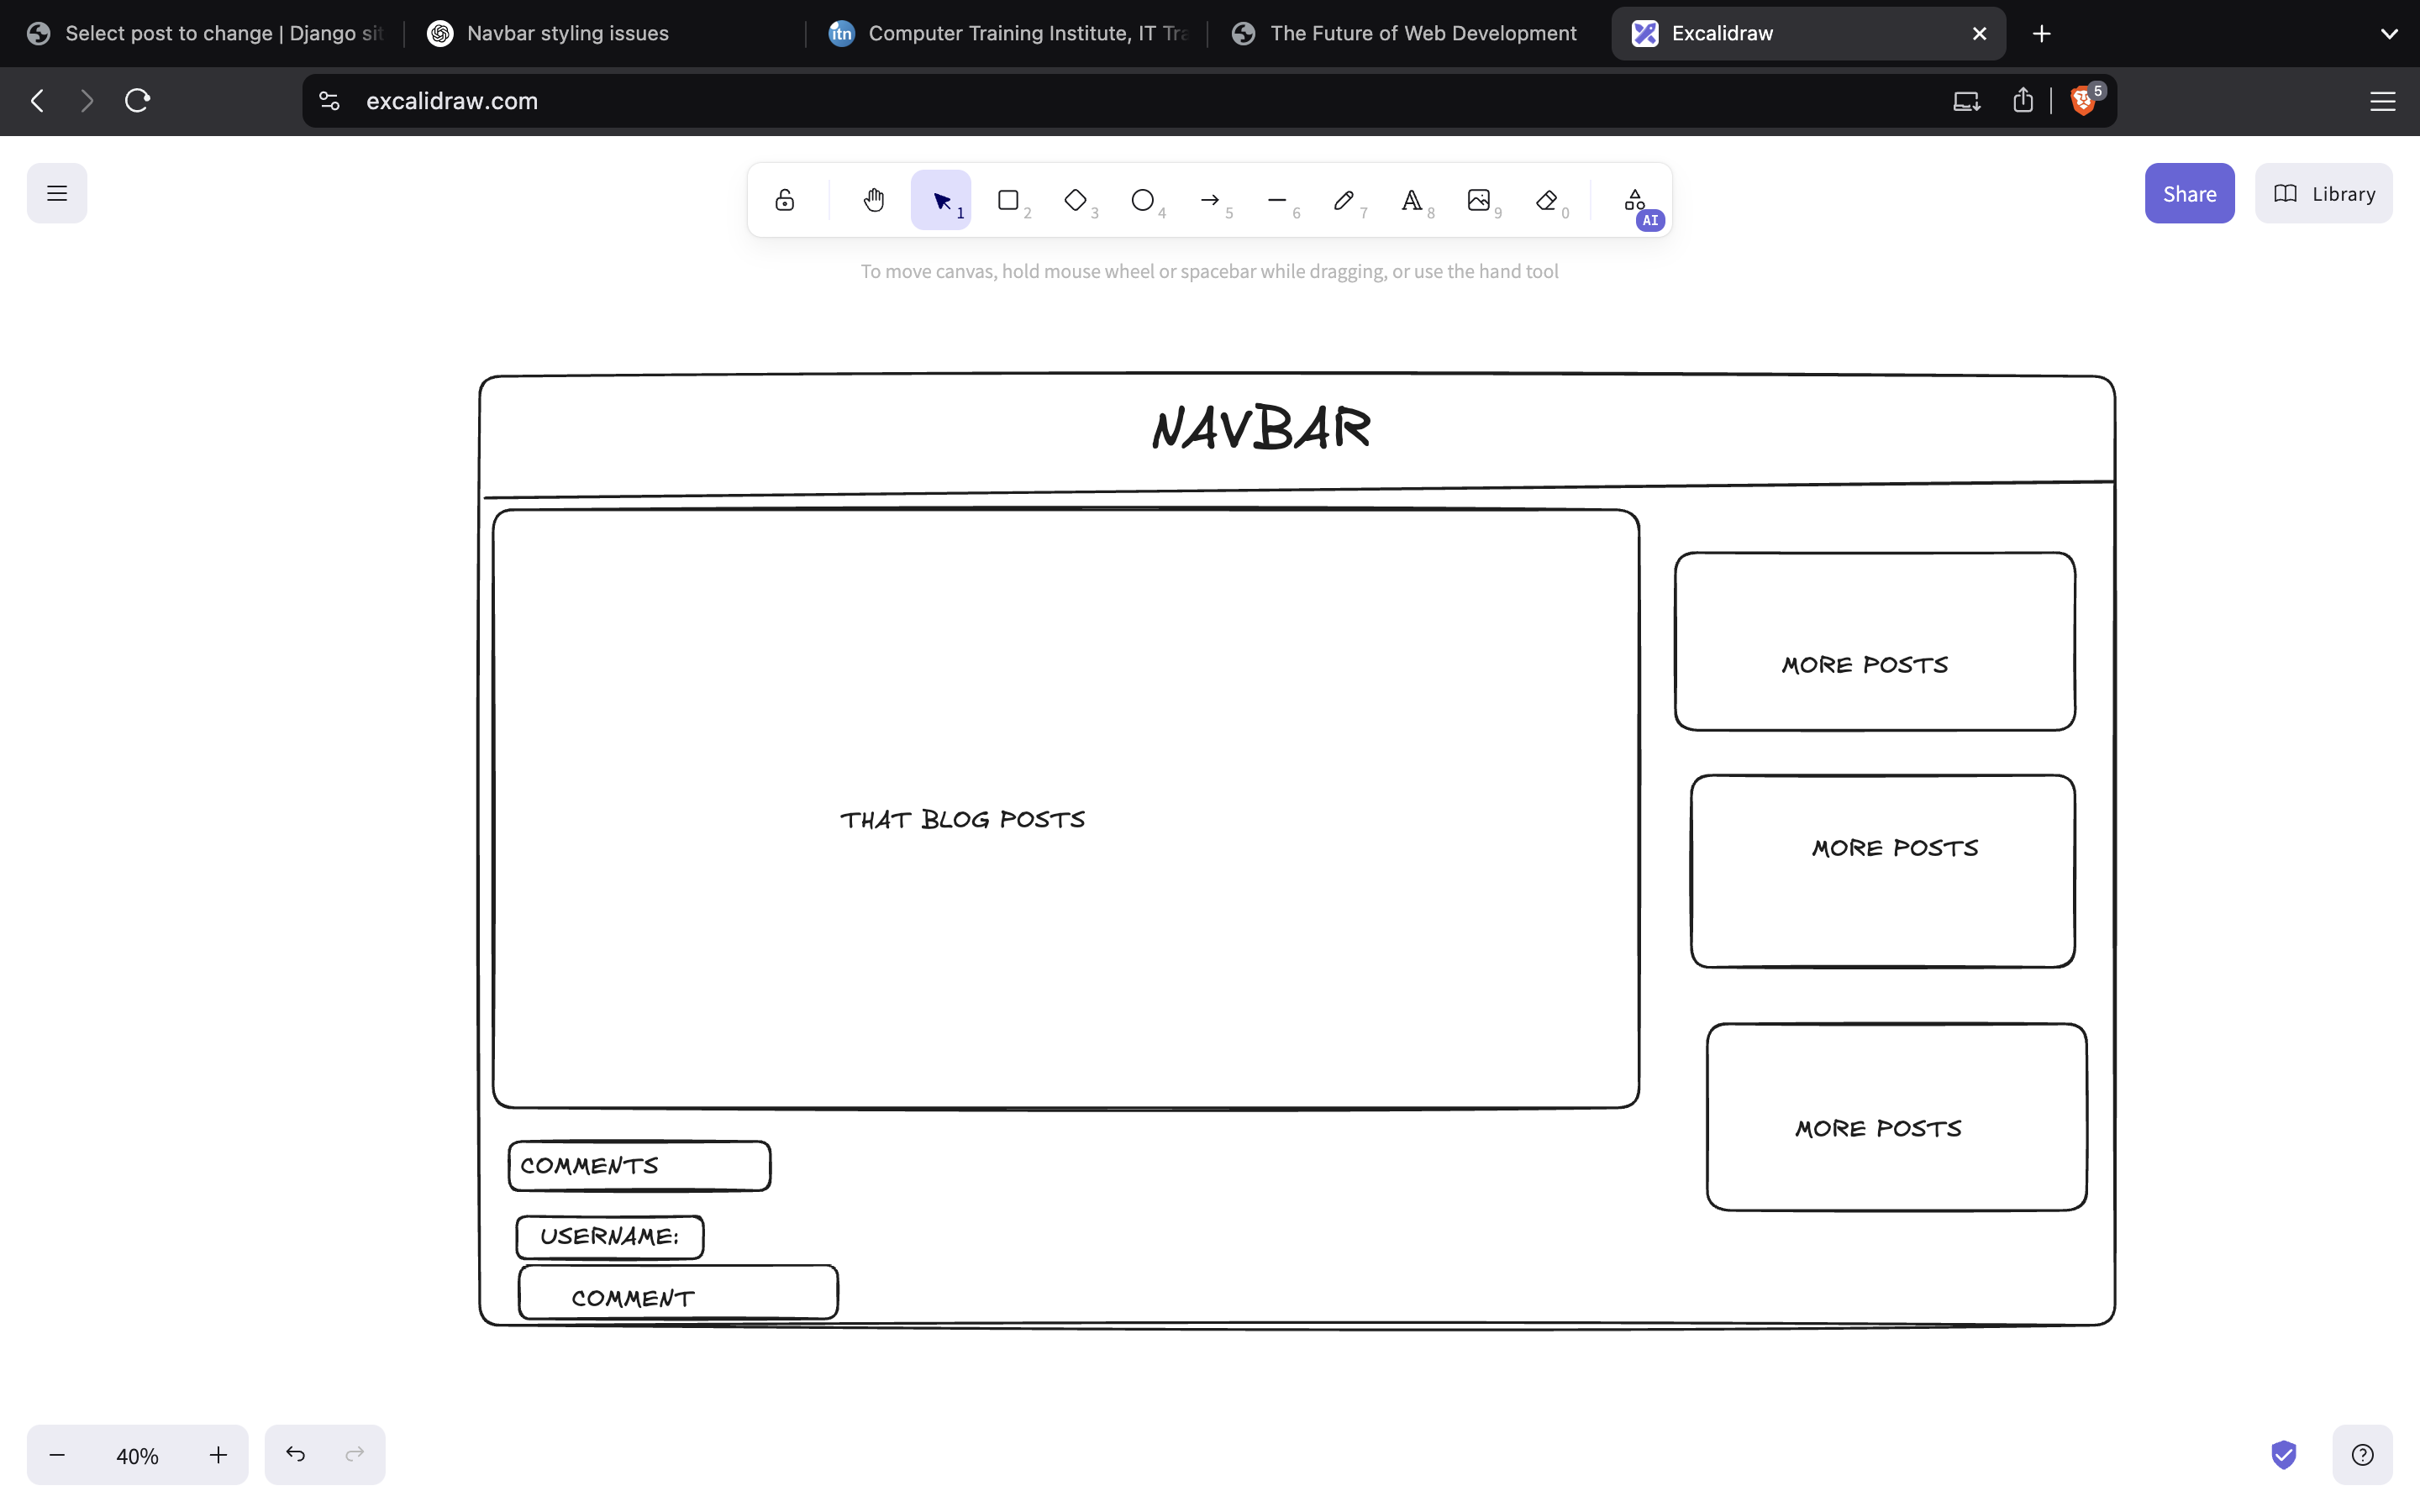 Select post to change | Django sit
Navbar styling issues
Computer Training Institute, IT Tra
The Future of Web Development
Excalidraw
excalidraw.com
5
1
2
3
4
5
6
7
8
9
0
AI
Share
Library
To move canvas, hold mouse wheel or spacebar while dragging, or use the hand tool
NAVBAR
MORE POSTS
THAT BLOG POSTS
MORE POSTS
MORE POSTS
COMMENTS
USERNAME:
COMMENT
40%